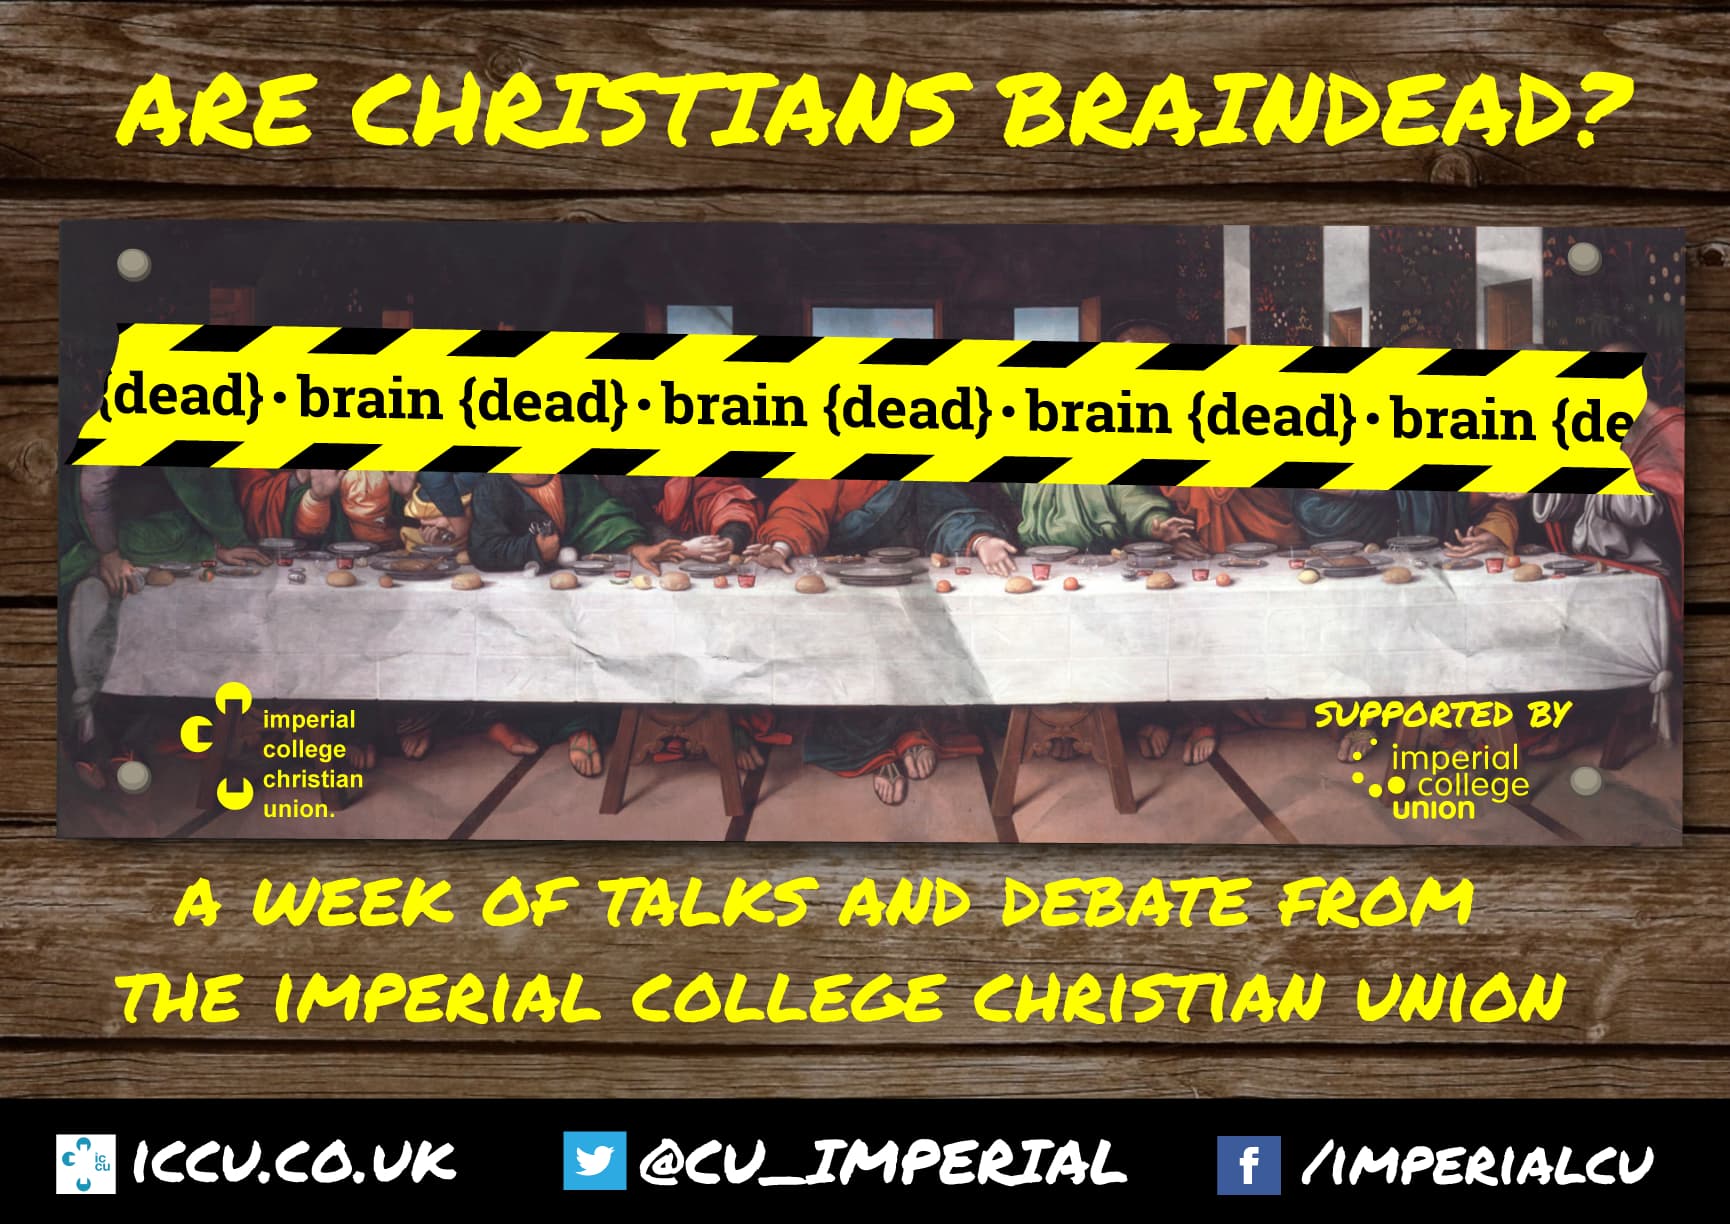 ARE CHRISTIANS BRAINDEAD?
{dead} • brain {dead} • brain {dead} • brain {dead} • brain {de
imperial
college
christian
union.
SUPPORTED BY
imperial
college
union
A WEEK OF TALKS AND DEBATE FROM
THE IMPERIAL COLLEGE CHRISTIAN UNION
ic
cu
ICCU.CO.UK
@CU_IMPERIAL
f
/IMPERIALCU